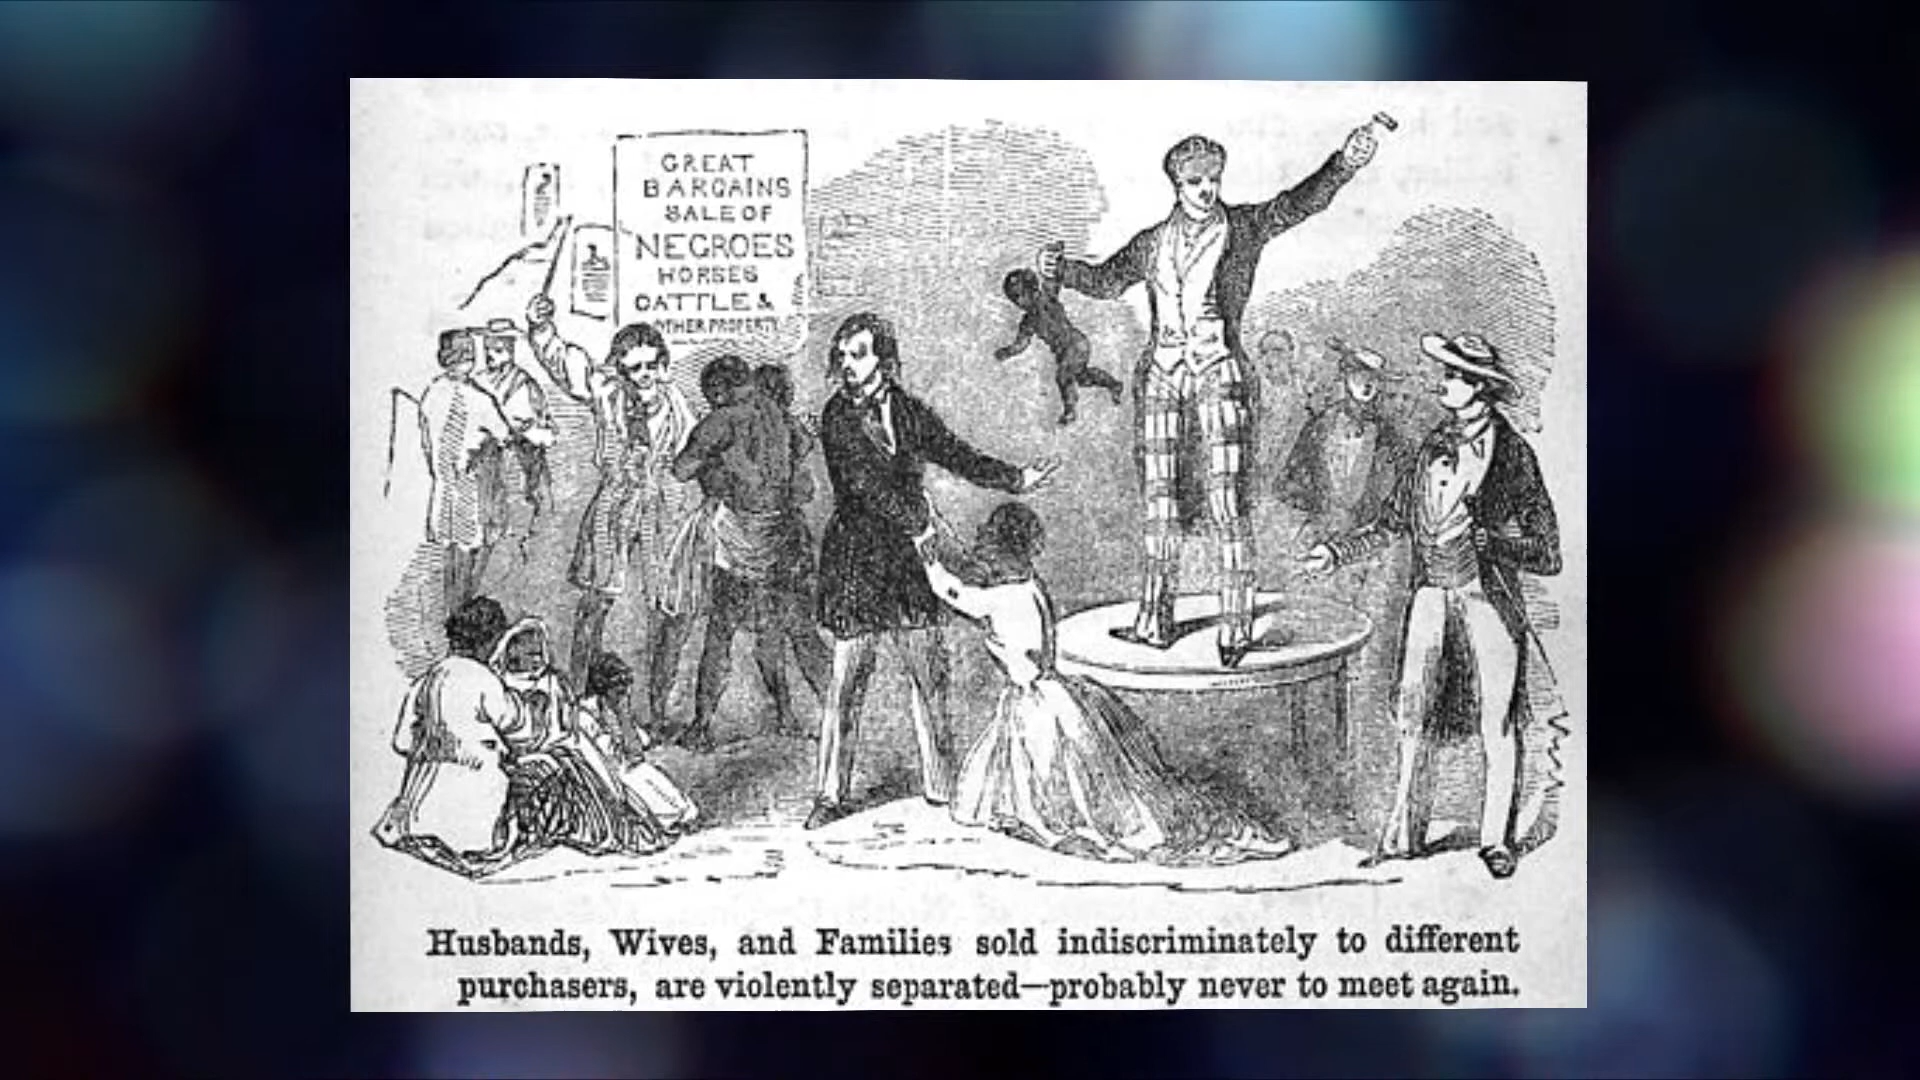 GREAT
BARGAINS
SALE OF
NEGROES
HORSES
CATTLE &
OTHER PROPERTY
Husbands, Wives, and Families sold indiscriminately to different
purchasers, are violently separated—probably never to meet again.